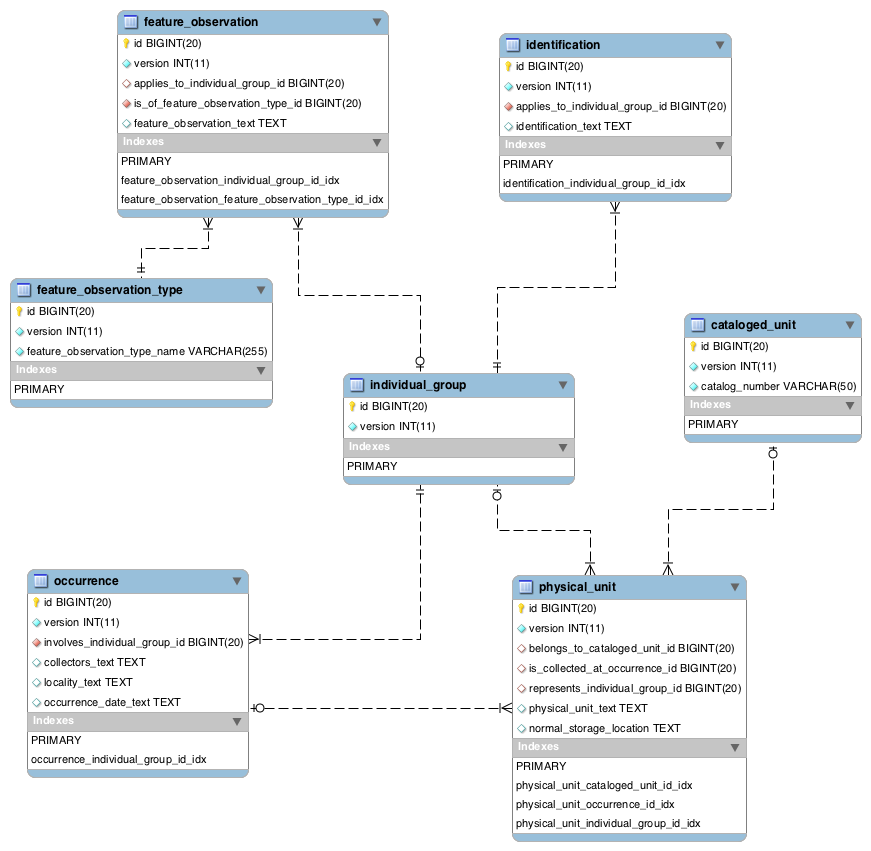 feature_observation
id BIGINT(20)
version INT(11)
applies_to_individual_group_id BIGINT(20)
is_of_feature_observation_type_id BIGINT(20)
feature_observation_text TEXT
Indexes
PRIMARY
feature_observation_individual_group_id_idx
feature_observation_feature_observation_type_id_idx
identification
id BIGINT(20)
version INT(11)
applies_to_individual_group_id BIGINT(20)
identification_text TEXT
Indexes
PRIMARY
identification_individual_group_id_idx
feature_observation_type
id BIGINT(20)
version INT(11)
feature_observation_type_name VARCHAR(255)
Indexes
PRIMARY
cataloged_unit
id BIGINT(20)
version INT(11)
catalog_number VARCHAR(50)
Indexes
PRIMARY
individual_group
id BIGINT(20)
version INT(11)
Indexes
PRIMARY
occurrence
id BIGINT(20)
version INT(11)
involves_individual_group_id BIGINT(20)
collectors_text TEXT
locality_text TEXT
occurrence_date_text TEXT
Indexes
PRIMARY
occurrence_individual_group_id_idx
physical_unit
id BIGINT(20)
version INT(11)
belongs_to_cataloged_unit_id BIGINT(20)
is_collected_at_occurrence_id BIGINT(20)
represents_individual_group_id BIGINT(20)
physical_unit_text TEXT
normal_storage_location TEXT
Indexes
PRIMARY
physical_unit_cataloged_unit_id_idx
physical_unit_occurrence_id_idx
physical_unit_individual_group_id_idx